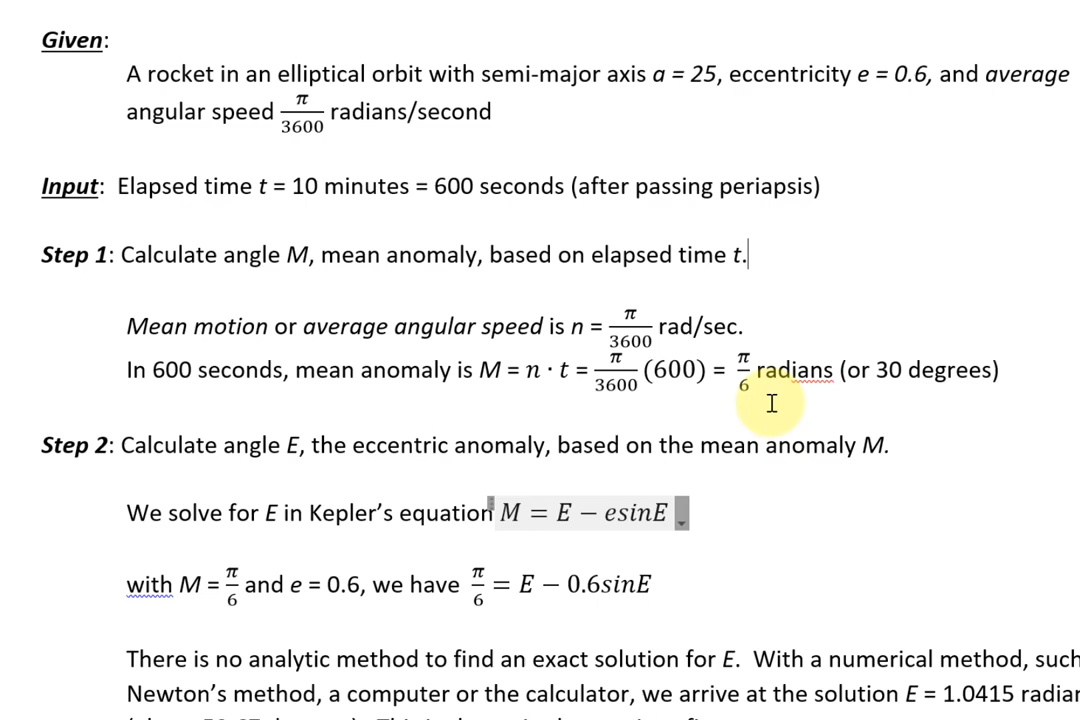 Given:
A rocket in an elliptical orbit with semi-major axis a = 25, eccentricity e = 0.6, and average
angular speed π/3600 radians/second
Input: Elapsed time t = 10 minutes = 600 seconds (after passing periapsis)
Step 1: Calculate angle M, mean anomaly, based on elapsed time t.
Mean motion or average angular speed is n = π/3600 rad/sec.
In 600 seconds, mean anomaly is M = n · t = π/3600 (600) = π/6 radians (or 30 degrees)
Step 2: Calculate angle E, the eccentric anomaly, based on the mean anomaly M.
We solve for E in Kepler’s equation M = E − esinE
with M = π/6 and e = 0.6, we have π/6 = E − 0.6sinE
There is no analytic method to find an exact solution for E. With a numerical method, such
Newton’s method, a computer or the calculator, we arrive at the solution E = 1.0415 radian